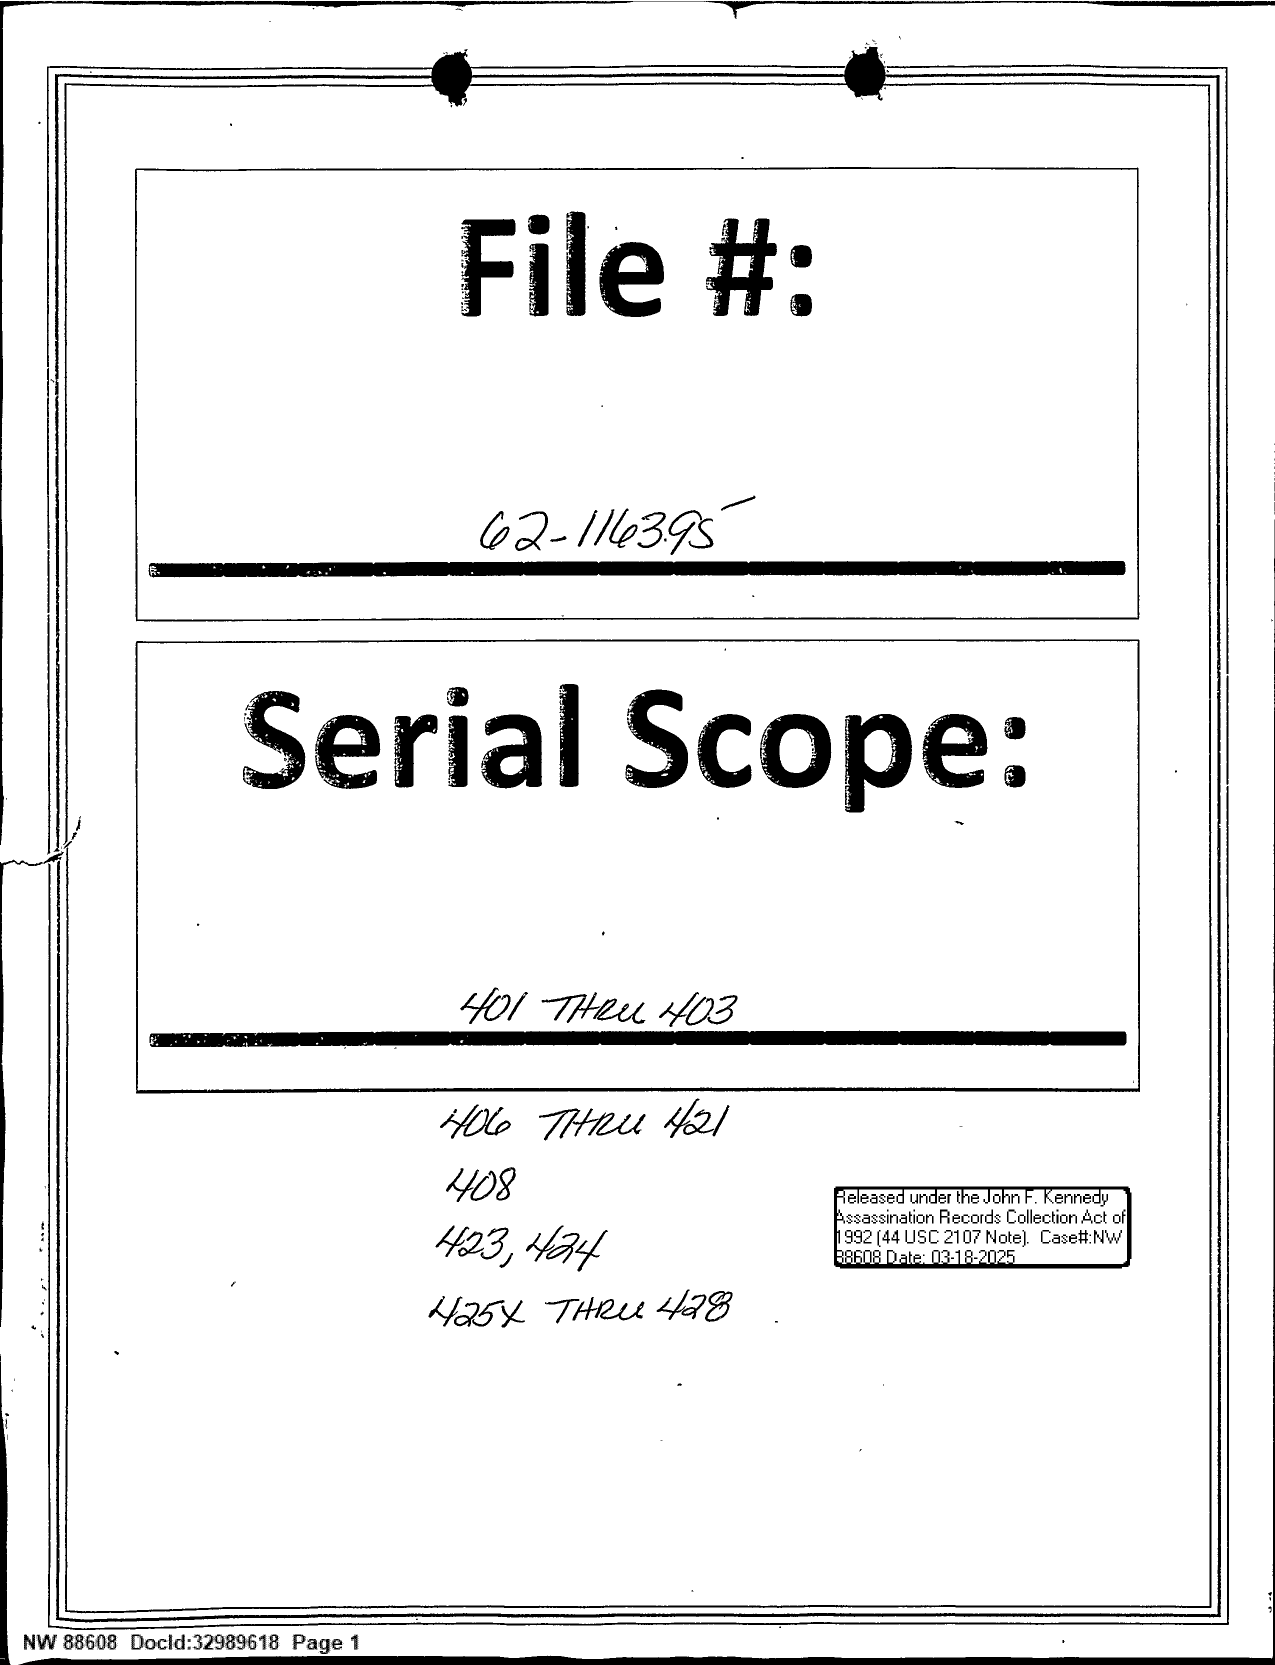 File #:
62-116395
Serial Scope:
401 THRU 403
406 THRU 421
408
423, 424
425X THRU 428
Released under the John F. Kennedy
Assassination Records Collection Act of
1992 (44 USC 2107 Note). Case#:NW
88608 Date: 03-18-2025
NW 88608 DocId:32989618 Page 1